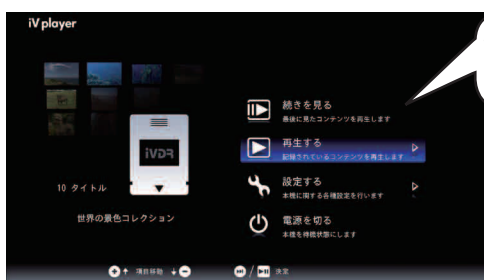 iV player
続きを見る
最後に見たコンテンツを再生します
再生する
記録されているコンテンツを再生します
iVDR
設定する
本機に関する各種設定を行います
10 タイトル
世界の景色コレクション
電源を切る
本機を待機状態にします
項目移動
/
決定